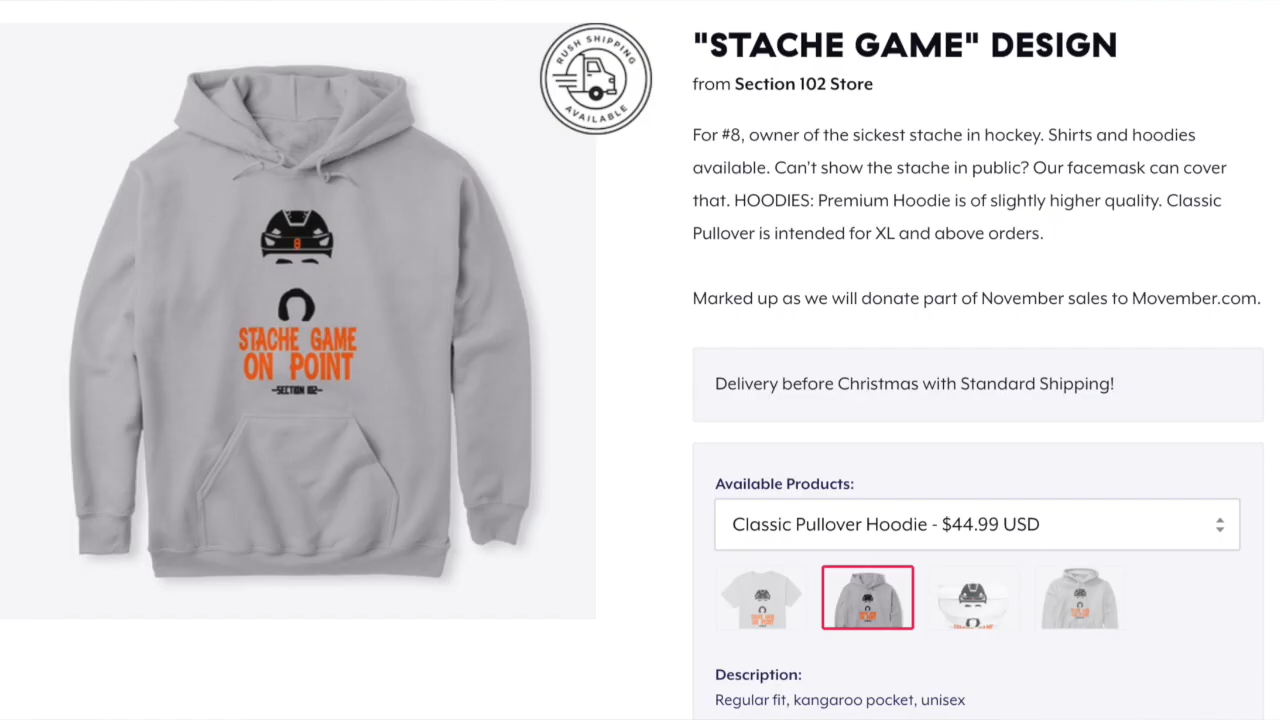 RUSH SHIPPING
AVAILABLE
8
STACHE GAME
ON POINT
SECTION 102
"STACHE GAME" DESIGN
from Section 102 Store
For #8, owner of the sickest stache in hockey. Shirts and hoodies
available. Can't show the stache in public? Our facemask can cover
that. HOODIES: Premium Hoodie is of slightly higher quality. Classic
Pullover is intended for XL and above orders.
Marked up as we will donate part of November sales to Movember.com.
Delivery before Christmas with Standard Shipping!
Available Products:
Classic Pullover Hoodie - $44.99 USD
Description:
Regular fit, kangaroo pocket, unisex